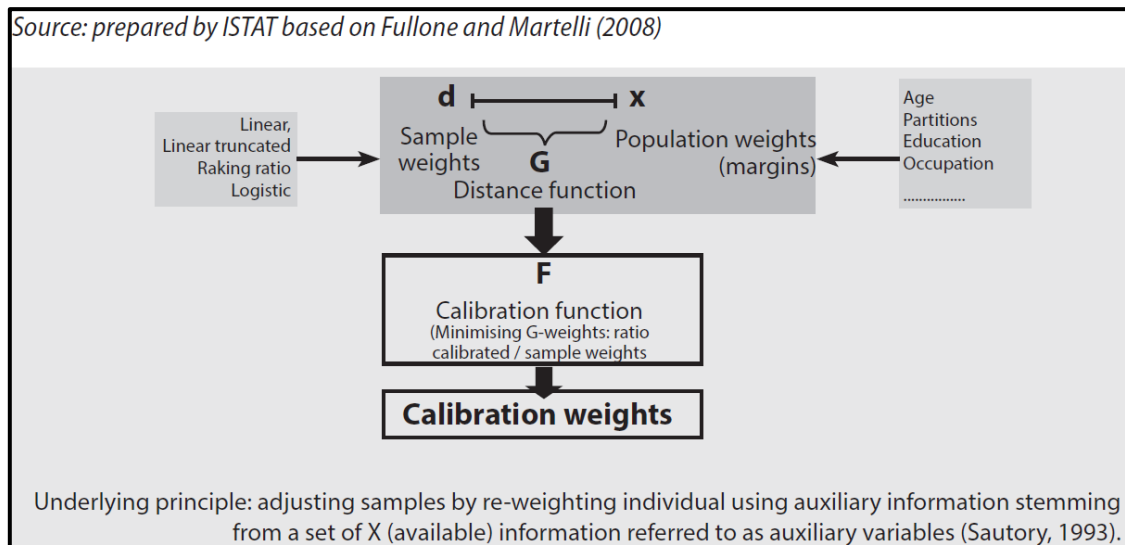 Source: prepared by ISTAT based on Fullone and Martelli (2008)
d x
Linear,
Linear truncated
Raking ratio
Logistic
Sample
weights
G
Distance function
Population weights
(margins)
Age
Partitions
Education
Occupation
................
F
Calibration function
(Minimising G-weights: ratio
calibrated / sample weights
Calibration weights
Underlying principle: adjusting samples by re-weighting individual using auxiliary information stemming
from a set of X (available) information referred to as auxiliary variables (Sautory, 1993).